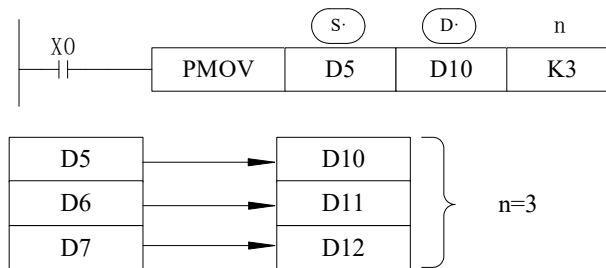 S· D· n
X0
PMOV D5 D10 K3
D5 D10
D6 D11 n=3
D7 D12